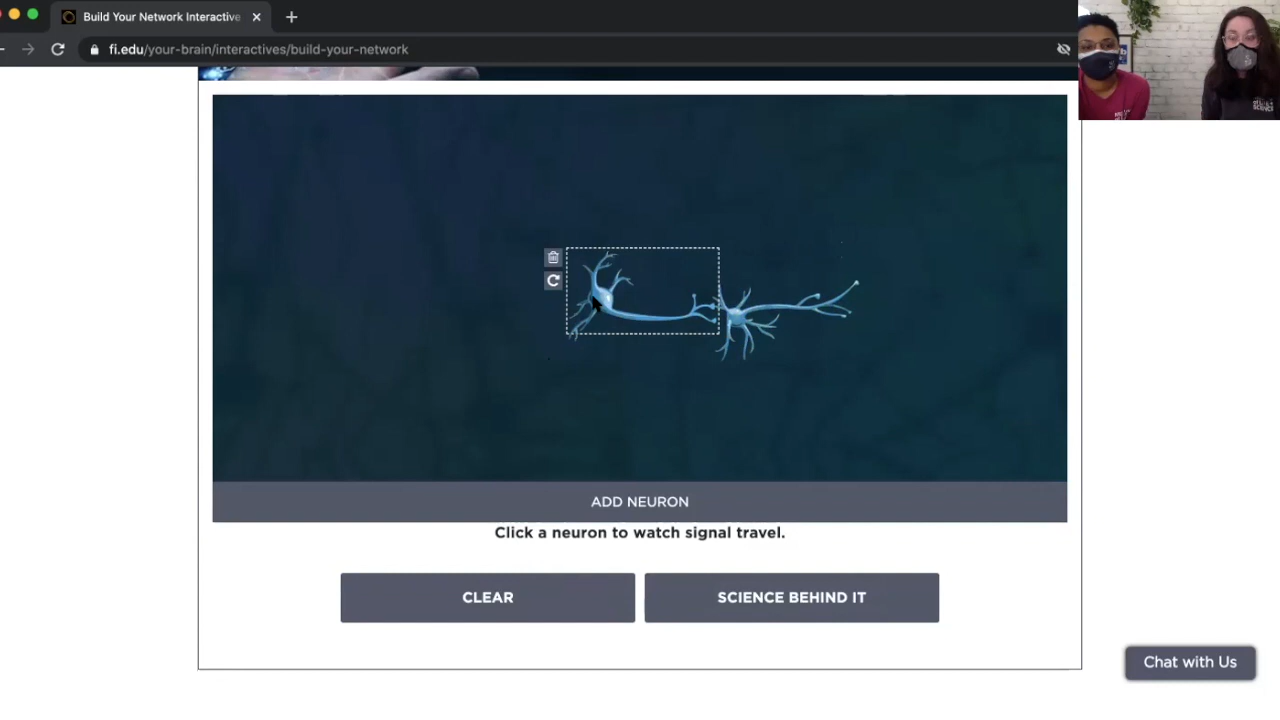 Build Your Network Interactive
fi.edu/your-brain/interactives/build-your-network
ADD NEURON
Click a neuron to watch signal travel.
CLEAR
SCIENCE BEHIND IT
Chat with Us